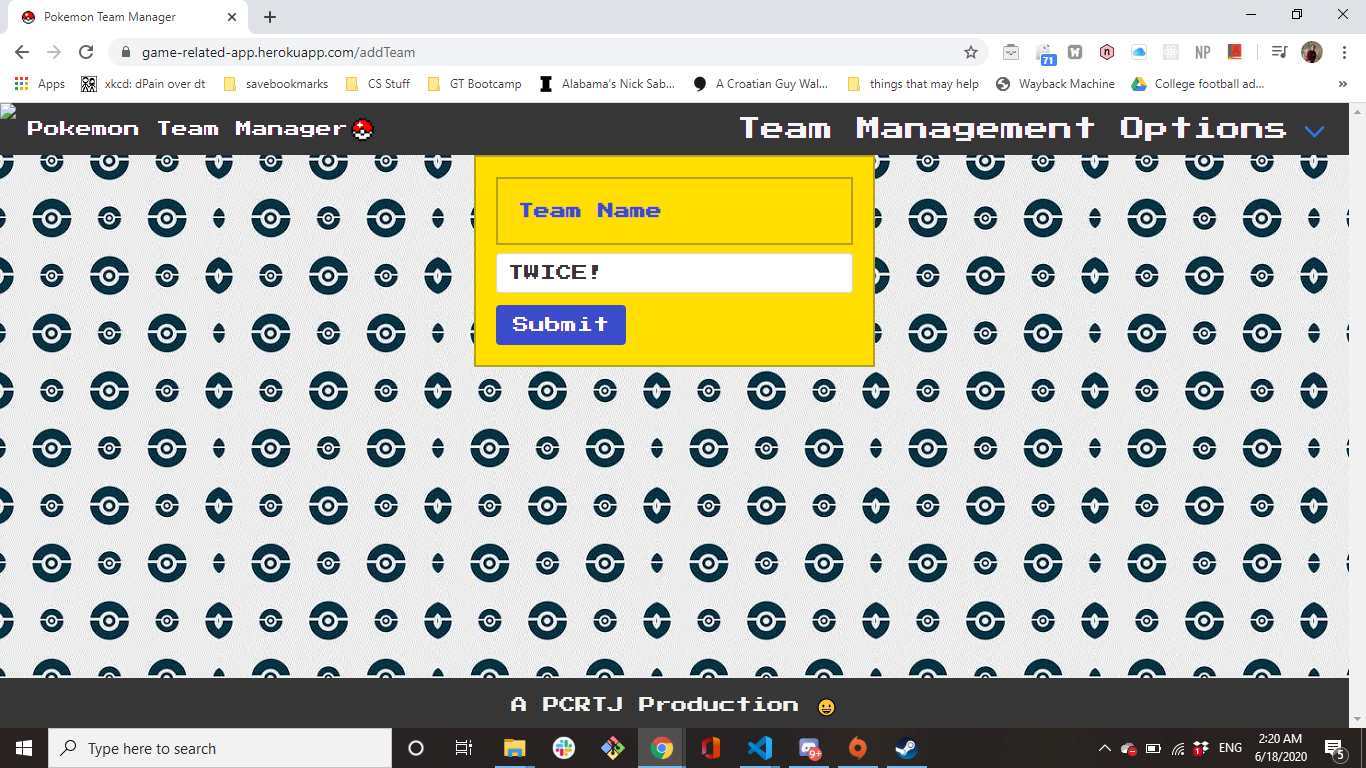 Pokemon Team Manager
game-related-app.herokuapp.com/addTeam
71
W
n
NP
Apps
xkcd: dPain over dt
savebookmarks
CS Stuff
GT Bootcamp
Alabama's Nick Sab...
A Croatian Guy Wal...
things that may help
Wayback Machine
College football ad...
»
Pokemon Team Manager
Team Management Options
Team Name
TWICE!
Submit
A PCRTJ Production
Type here to search
9+
1
ENG
2:20 AM
6/18/2020
5